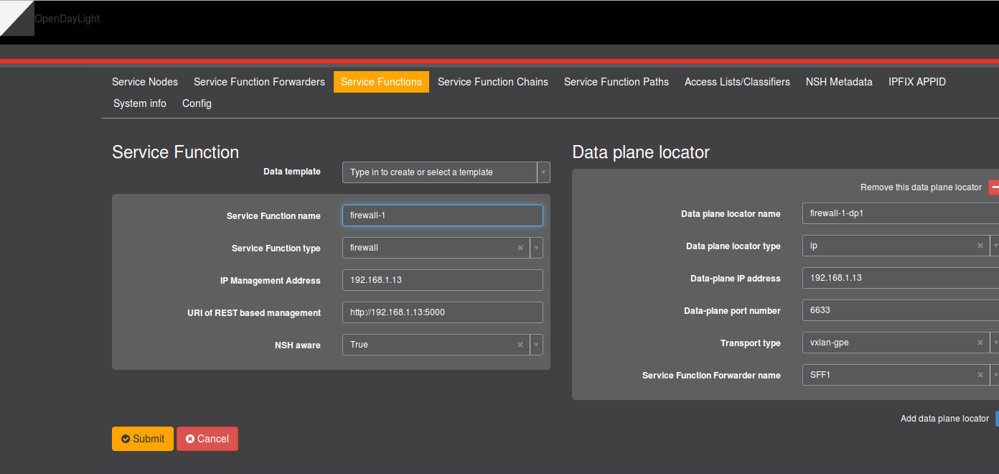 OpenDayLight
Service Nodes Service Function Forwarders Service Functions Service Function Chains Service Function Paths Access Lists/Classifiers NSH Metadata IPFIX APPID
System info Config
Service Function
Data template Type in to create or select a template
Service Function name firewall-1
Service Function type firewall
IP Management Address 192.168.1.13
URI of REST based management http://192.168.1.13:5000
NSH aware True
Submit Cancel
Data plane locator
Remove this data plane locator
Data plane locator name firewall-1-dp1
Data plane locator type ip
Data-plane IP address 192.168.1.13
Data-plane port number 6633
Transport type vxlan-gpe
Service Function Forwarder name SFF1
Add data plane locator